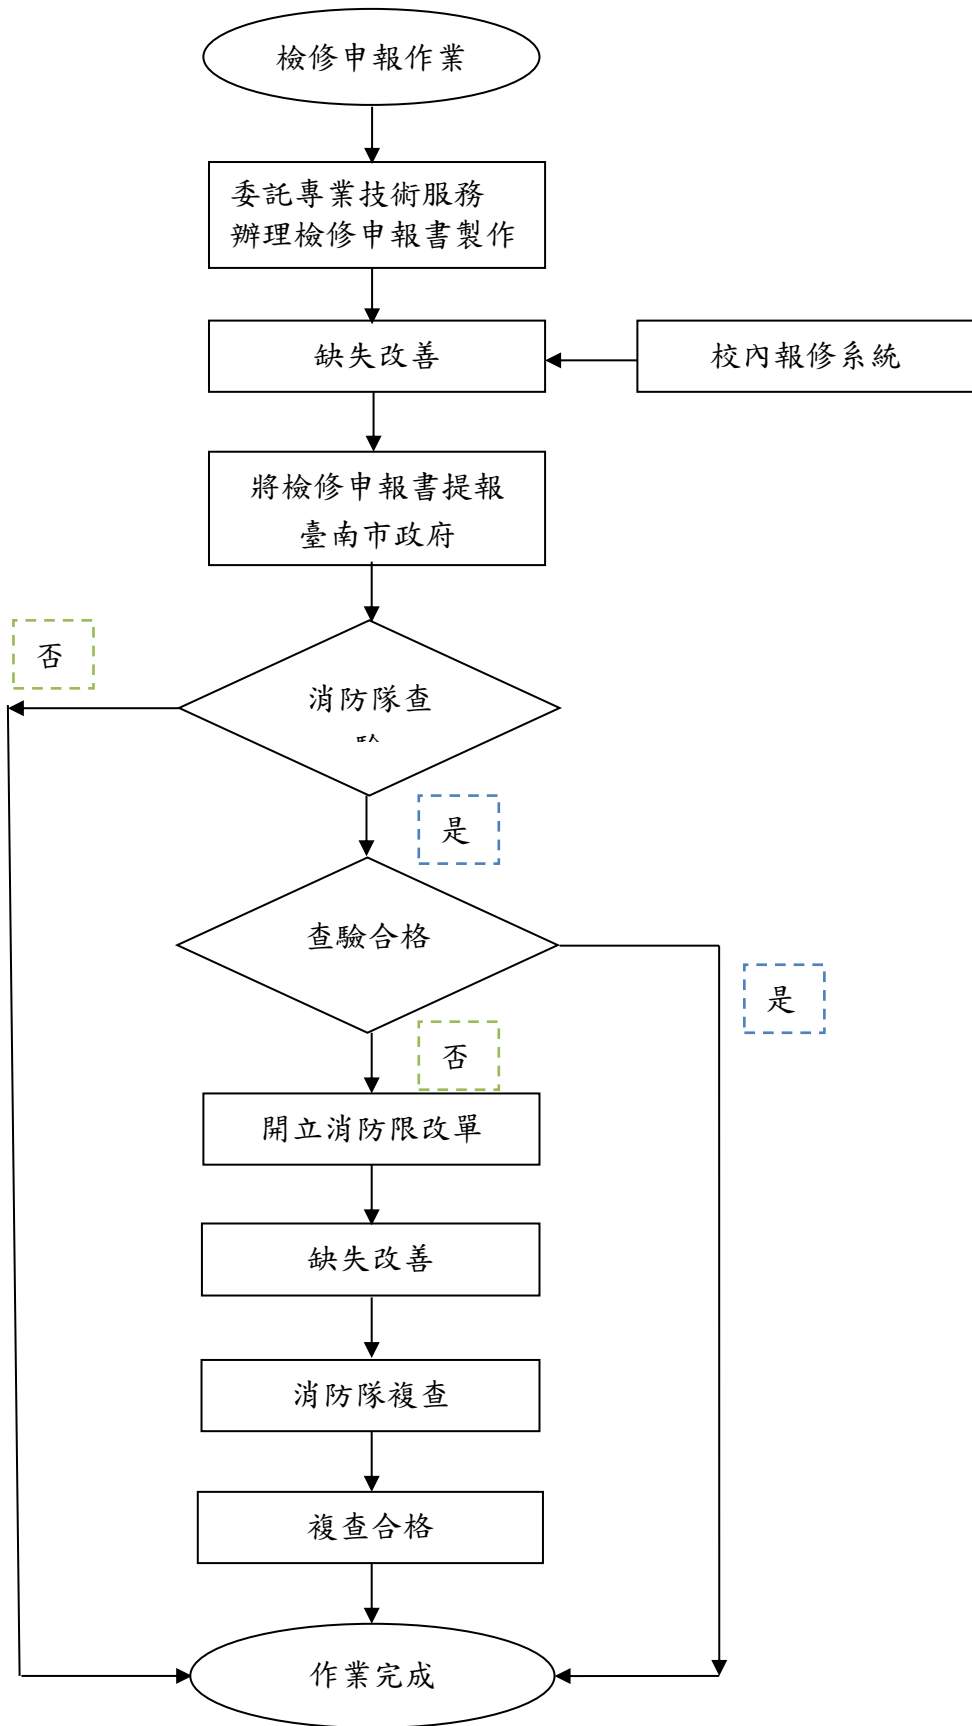 檢修申報作業
委託專業技術服務
辦理檢修申報書製作
缺失改善
校內報修系統
將檢修申報書提報
臺南市政府
否
消防隊查
是
查驗合格
是
否
開立消防限改單
缺失改善
消防隊複查
複查合格
作業完成